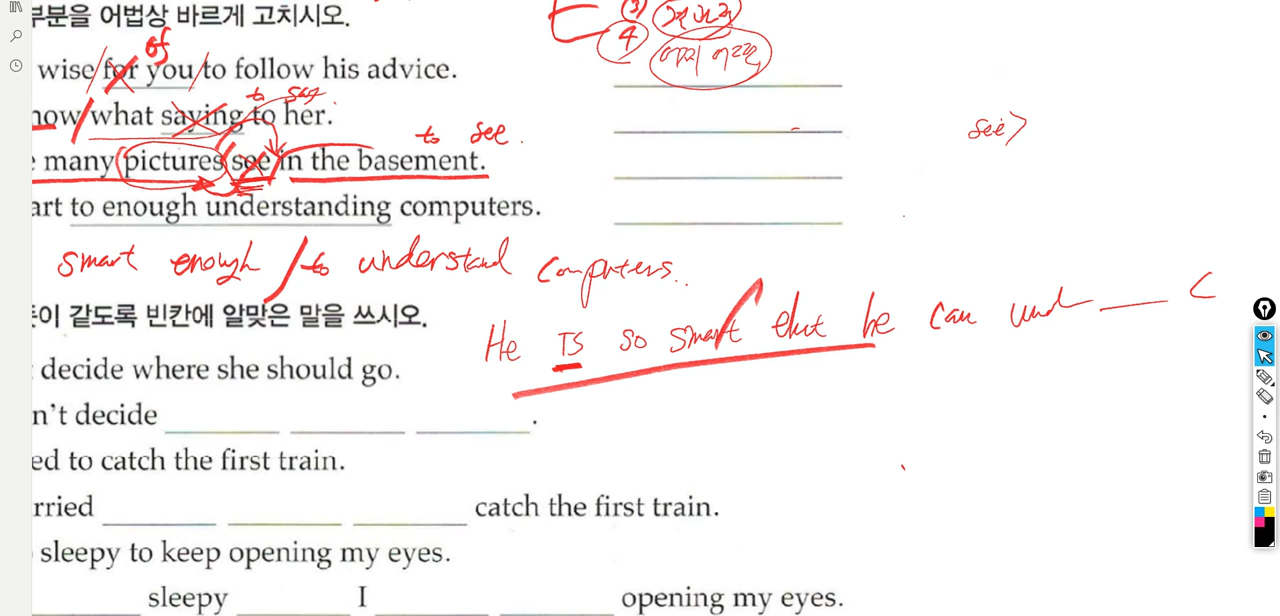 부분을 어법상 바르게 고치시오.
3
4
of
wise for you to follow his advice.
to say
now what saying to her.
to see.
see>
many pictures see in the basement.
art to enough understanding computers.
smart enough to understand computers..
이 같도록 빈칸에 알맞은 말을 쓰시오.
He IS so smart that he can und C
decide where she should go.
n't decide .
ed to catch the first train.
rried catch the first train.
sleepy to keep opening my eyes.
sleepy I opening my eyes.